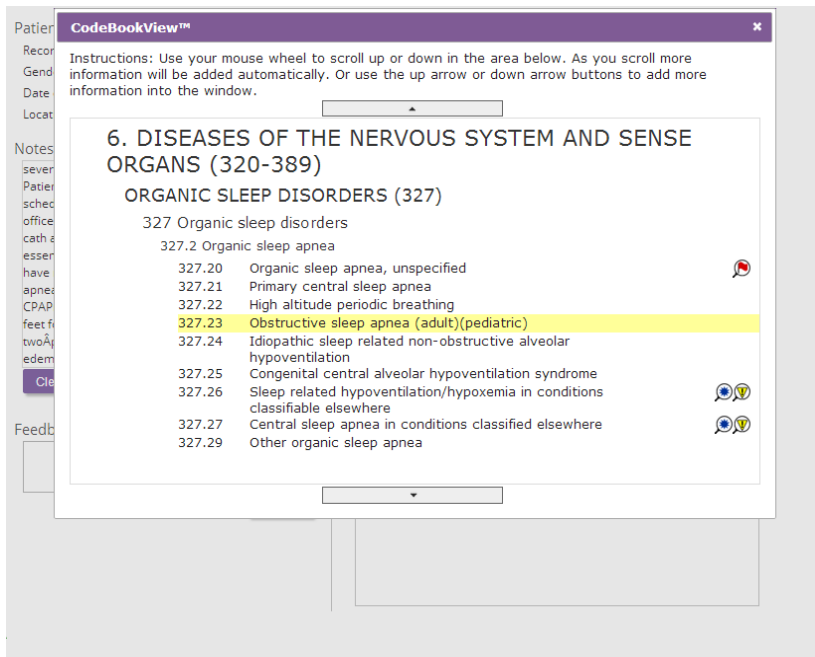 Patier
CodeBookView™
Recor
Gend
Date
Locat
Notes
sever
Patier
sched
office
cath a
essen
have
apnea
CPAP
feet f
edem
Cle
Feedb
Instructions: Use your mouse wheel to scroll up or down in the area below. As you scroll more
information will be added automatically. Or use the up arrow or down arrow buttons to add more
information into the window.
6. DISEASES OF THE NERVOUS SYSTEM AND SENSE
ORGANS (320-389)
ORGANIC SLEEP DISORDERS (327)
327 Organic sleep disorders
327.2 Organic sleep apnea
327.20 Organic sleep apnea, unspecified
327.21 Primary central sleep apnea
327.22 High altitude periodic breathing
327.23 Obstructive sleep apnea (adult)(pediatric)
327.24 Idiopathic sleep related non-obstructive alveolar
hypoventilation
327.25 Congenital central alveolar hypoventilation syndrome
327.26 Sleep related hypoventilation/hypoxemia in conditions
classifiable elsewhere
327.27 Central sleep apnea in conditions classified elsewhere
327.29 Other organic sleep apnea